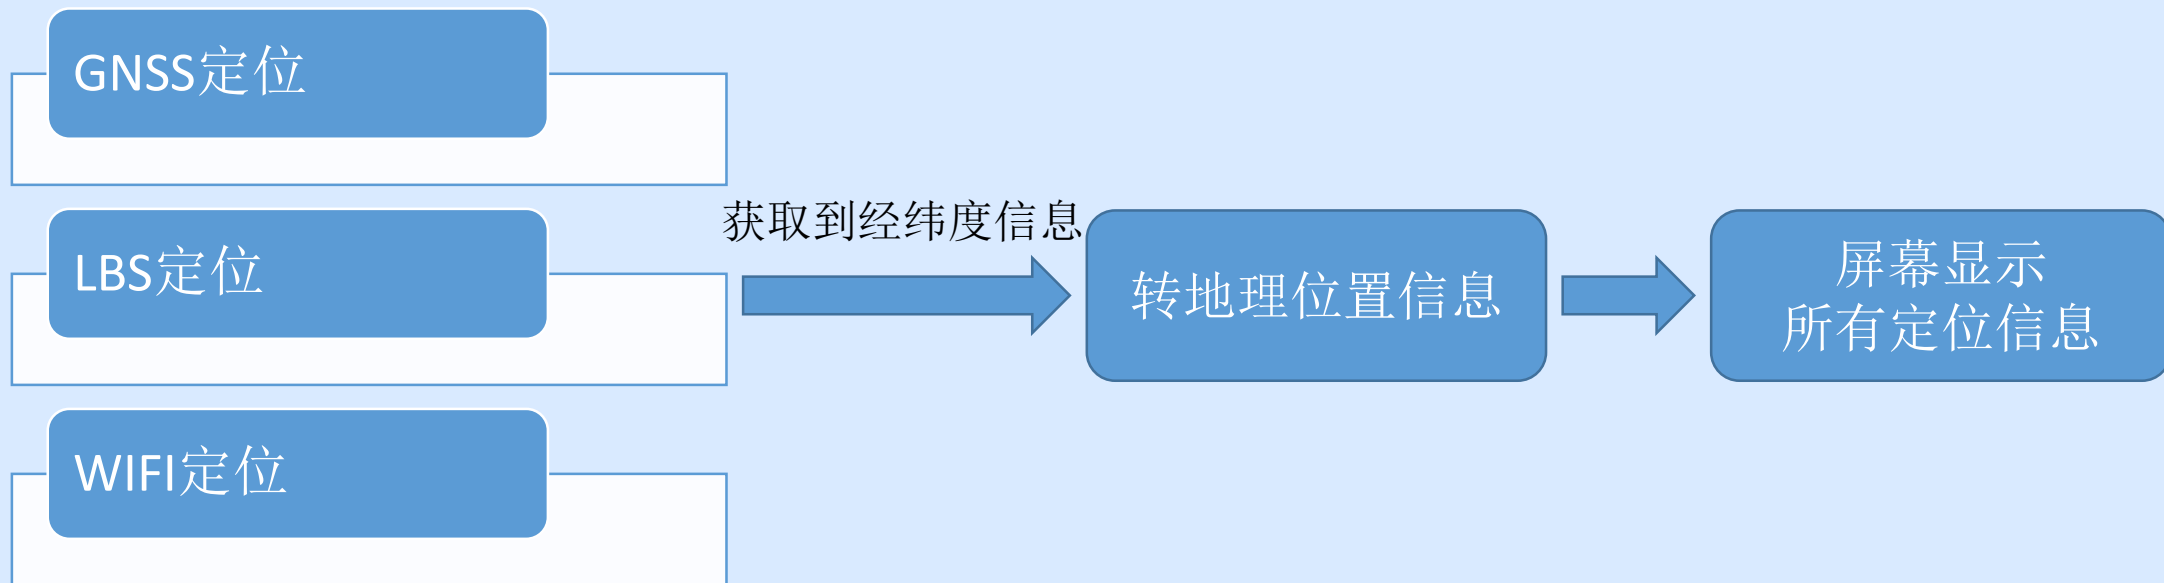 GNSS定位
LBS定位
WIFI定位
获取到经纬度信息
转地理位置信息
屏幕显示
所有定位信息